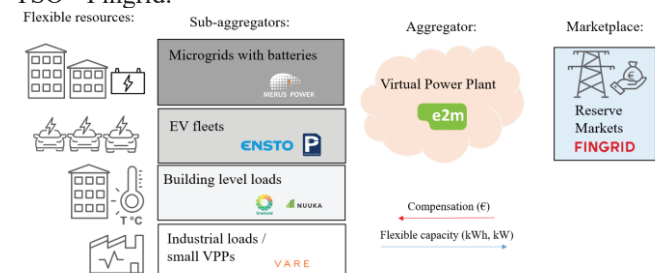 TSO - Fingrid.
Flexible resources:
Sub-aggregators:
Aggregator:
Marketplace:
Microgrids with batteries
MERUS POWER
EV fleets
ENSTO P
Building level loads
NUUKA
T °C
Industrial loads /
small VPPs
VARE
Virtual Power Plant
e2m
Compensation (€)
Flexible capacity (kWh, kW)
€
Reserve
Markets
FINGRID